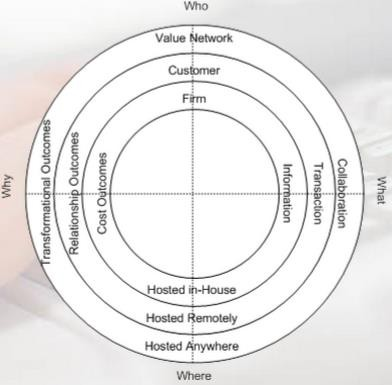 Who
Value Network
Customer
Firm
Why
Transformational Outcomes
Relationship Outcomes
Cost Outcomes
Information
Transaction
Collaboration
What
Hosted in-House
Hosted Remotely
Hosted Anywhere
Where